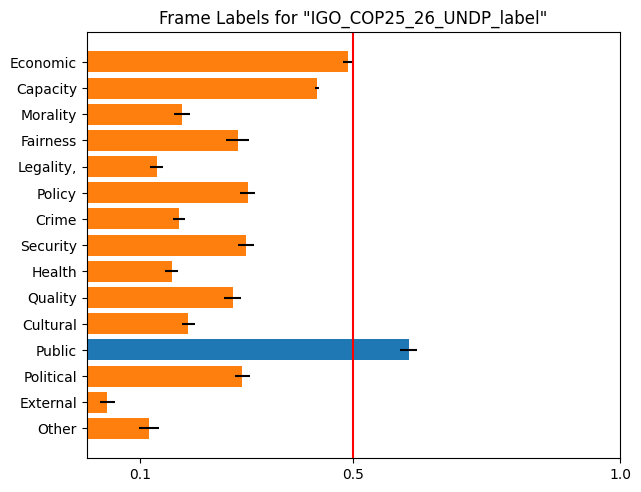 Frame Labels for "IGO_COP25_26_UNDP_label"
Economic
Capacity
Morality
Fairness
Legality,
Policy
Crime
Security
Health
Quality
Cultural
Public
Political
External
Other
0.1 0.5 1.0